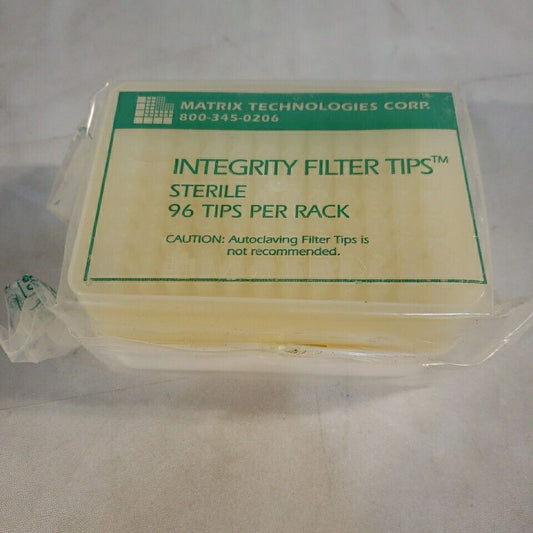 MATRIX TECHNOLOGIES CORP.
800-345-0206
INTEGRITY FILTER TIPS™
STERILE
96 TIPS PER RACK
CAUTION: Autoclaving Filter Tips is
not recommended.